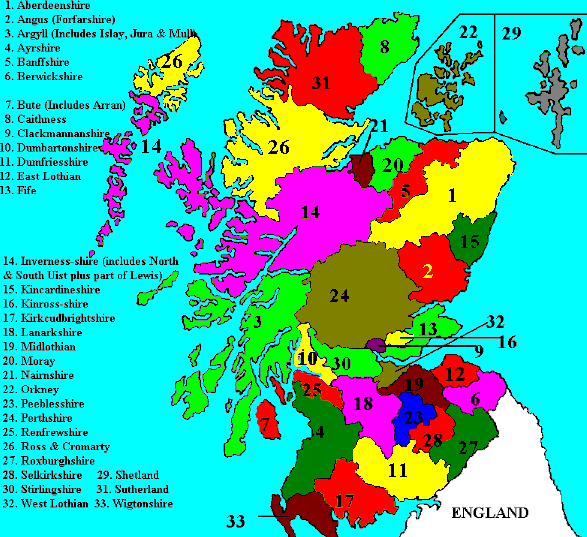 1. Aberdeenshire
2. Angus (Forfarshire)
3. Argyll (Includes Islay, Jura & Mull)
4. Ayrshire
5. Banffshire
6. Berwickshire
7. Bute (Includes Arran)
8. Caithness
9. Clackmannanshire
10. Dumbartonshire
11. Dumfriesshire
12. East Lothian
13. Fife
14. Inverness-shire (includes North
& South Uist plus part of Lewis)
15. Kincardineshire
16. Kinross-shire
17. Kirkcudbrightshire
18. Lanarkshire
19. Midlothian
20. Moray
21. Nairnshire
22. Orkney
23. Peeblesshire
24. Perthshire
25. Renfrewshire
26. Ross & Cromarty
27. Roxburghshire
28. Selkirkshire 29. Shetland
30. Stirlingshire 31. Sutherland
32. West Lothian 33. Wigtonshire
22 29
8
26
31
21
14
26
20
5
1
14
15
2
24
3
13
32
16
9
10
30
25
19
12
18
6
23
7
4
28
27
11
17
33
ENGLAND